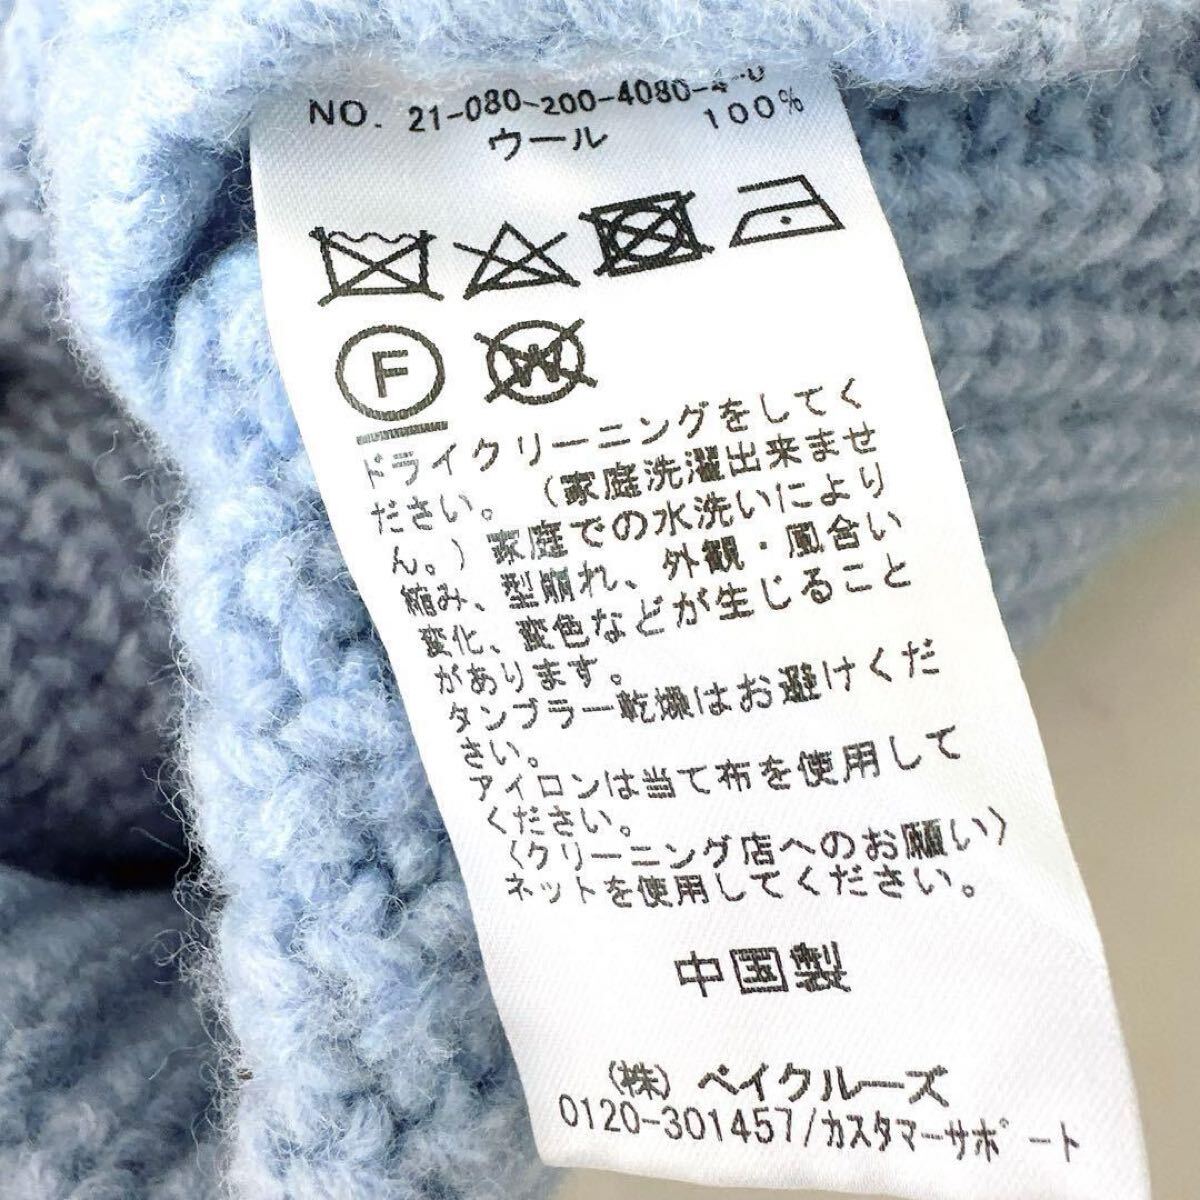 NO. 21-080-200-4080-
ウール 100%
F
W
ドライクリーニングをしてく
ださい。(家庭洗濯出来ませ
ん。)家庭での水洗いにより
縮み、型崩れ、外観・風合い
変化、変色などが生じること
があります。
タンブラー乾燥はお避けくだ
さい。
アイロンは当て布を使用して
ください。
〈クリーニング店へのお願い〉
ネットを使用してください。
中国製
(株)ベイクルーズ
0120-301457/カスタマーサポート